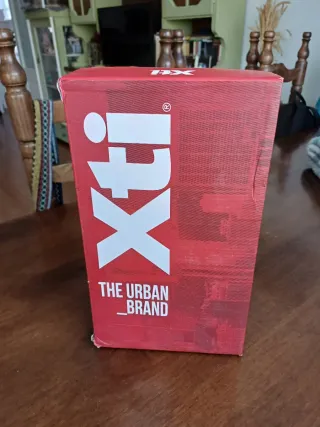 Xti
Xti®
THE URBAN
_BRAND